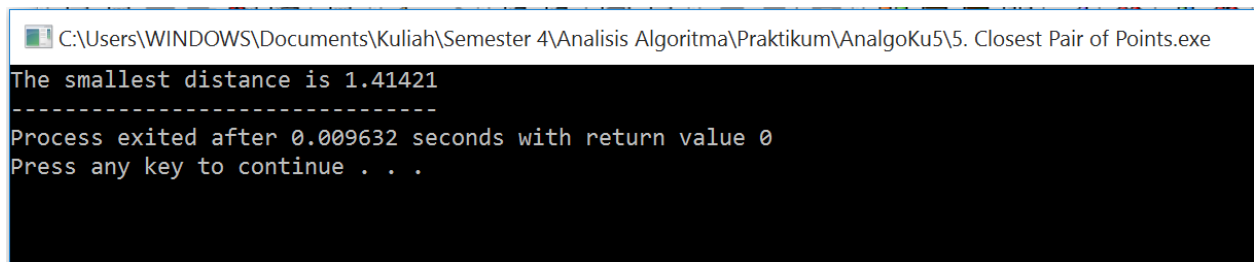 C:\Users\WINDOWS\Documents\Kuliah\Semester 4\Analisis Algoritma\Praktikum\AnalgoKu5\5. Closest Pair of Points.exe
The smallest distance is 1.41421
--------------------------------
Process exited after 0.009632 seconds with return value 0
Press any key to continue . . .